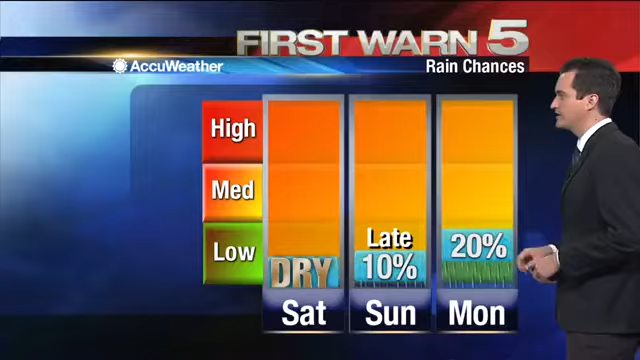 FIRST WARN 5
AccuWeather
Rain Chances
High
Med
Low
DRY
Late
10%
20%
Sat
Sun
Mon